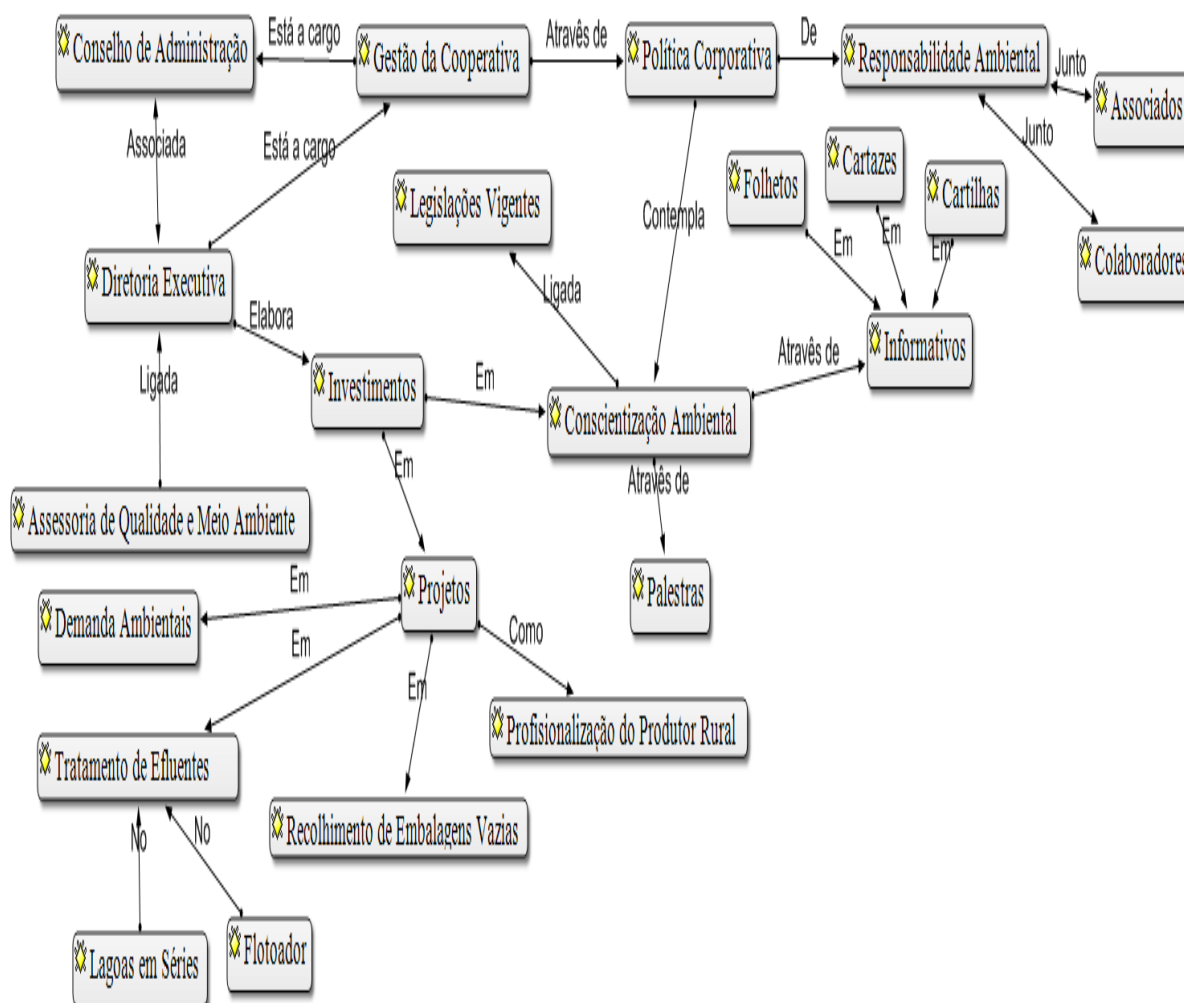 Conselho de Administração
Está a cargo
Gestão da Cooperativa
Atravês de
Política Corporativa
De
Responsabilidade Ambiental
Junto
Associados
Associada
Está a cargo
Legislações Vigentes
Contempla
Folhetos
Cartazes
Cartilhas
Junto
Em
Em
Em
Colaboradores
Diretoria Executiva
Elabora
Ligada
Informativos
Atravês de
Ligada
Investimentos
Em
Conscientização Ambiental
Em
Atravês de
Assessoria de Qualidade e Meio Ambiente
Projetos
Palestras
Em
Demanda Ambientais
Em
Como
Em
Profisionalização do Produtor Rural
Tratamento de Efluentes
Recolhimento de Embalagens Vazias
No
No
Lagoas em Séries
Flotoador